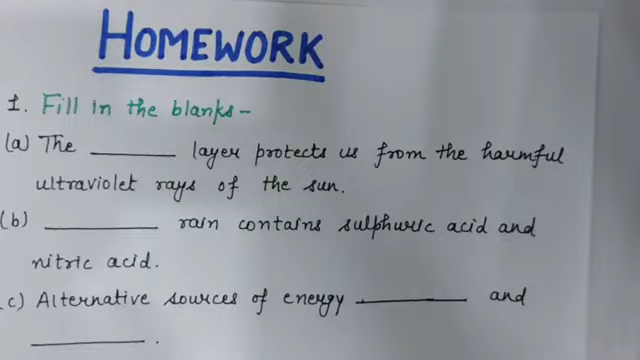 HOMEWORK
1. Fill in the blanks-
(a) The ________ layer protects us from the harmful
ultraviolet rays of the sun.
(b) ________ rain contains sulphuric acid and
nitric acid.
(c) Alternative sources of energy ________ and
________ .